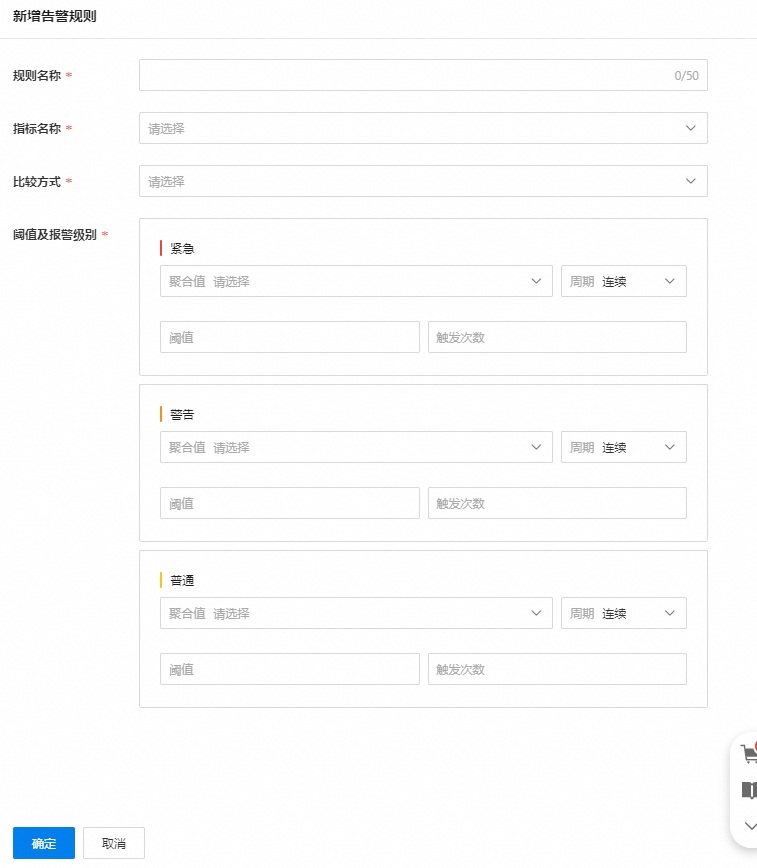 新增告警规则
规则名称 *
0/50
指标名称 *
请选择
比较方式 *
请选择
阈值及报警级别 *
紧急
聚合值 请选择 周期 连续
阈值 触发次数
警告
聚合值 请选择 周期 连续
阈值 触发次数
普通
聚合值 请选择 周期 连续
阈值 触发次数
确定 取消